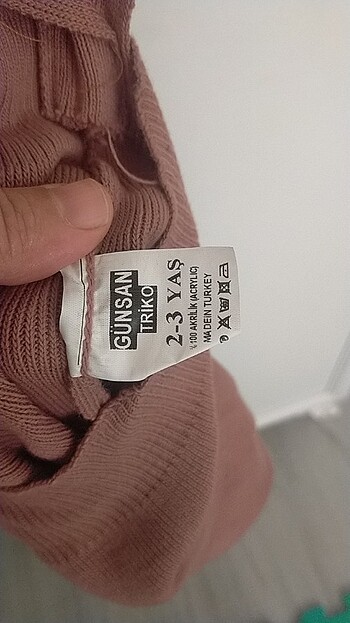 GÜNSAN
TRİKO
2-3 YAŞ
%100 AKRİLİK (ACRYLIC)
MADE IN TURKEY